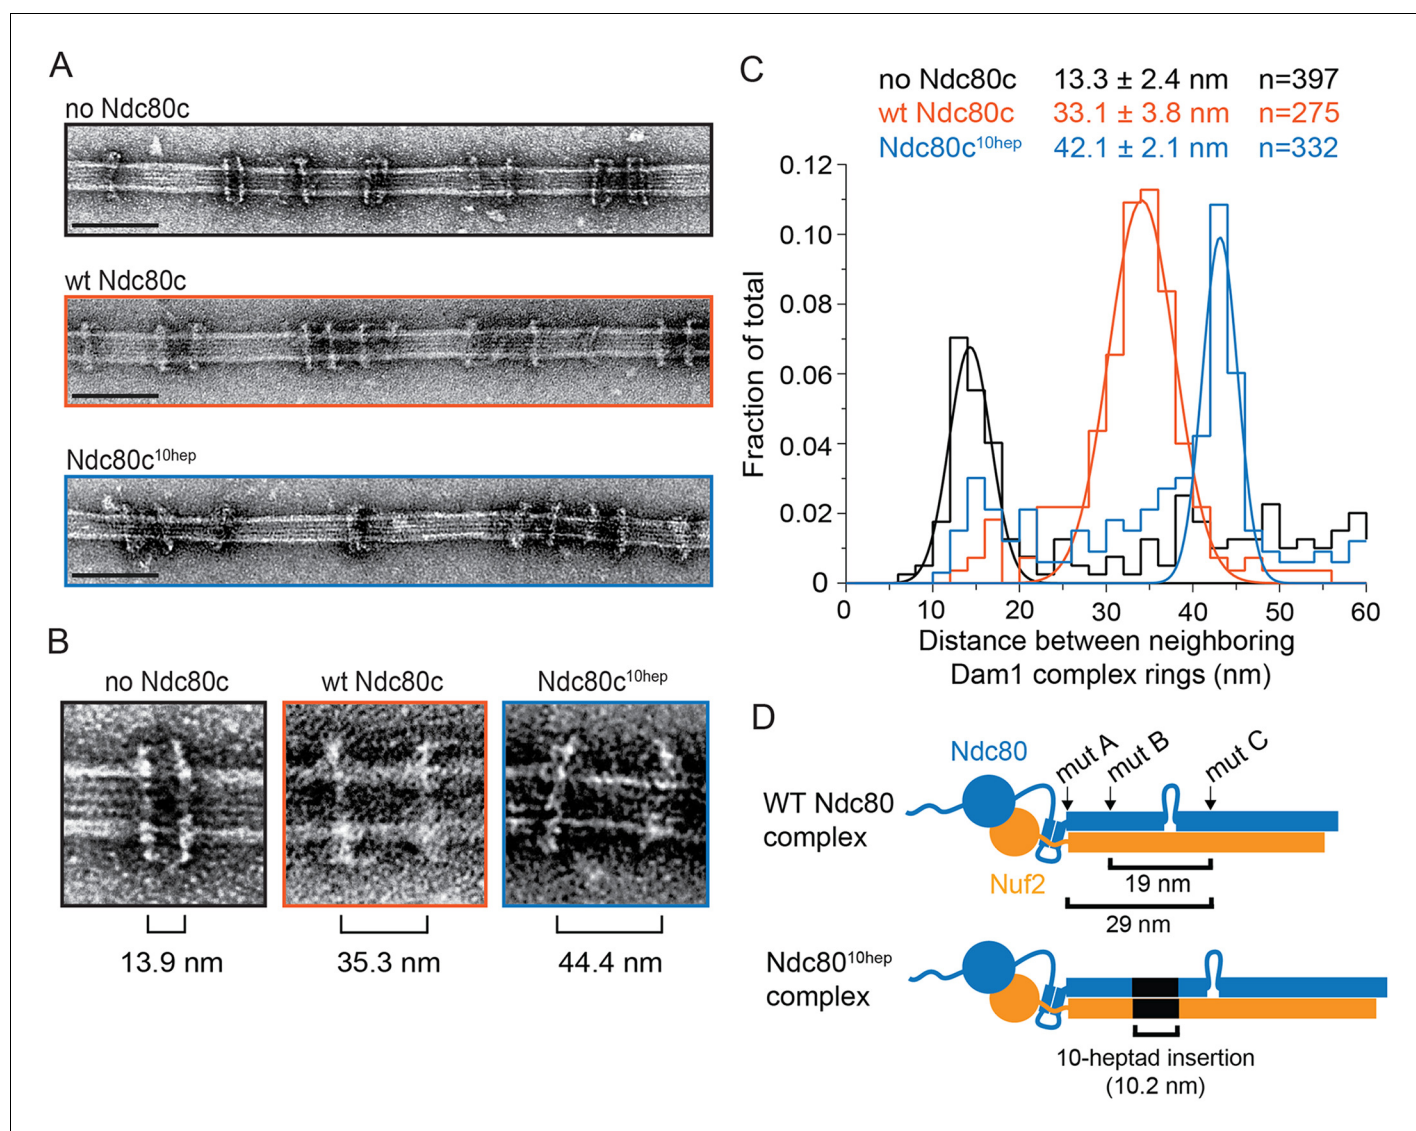 A
no Ndc80c
wt Ndc80c
Ndc80c10hep
B
no Ndc80c
wt Ndc80c
Ndc80c10hep
13.9 nm
35.3 nm
44.4 nm
C
no Ndc80c 13.3 ± 2.4 nm n=397
wt Ndc80c 33.1 ± 3.8 nm n=275
Ndc80c10hep 42.1 ± 2.1 nm n=332
Fraction of total
0.12
0.10
0.08
0.06
0.04
0.02
0
0 10 20 30 40 50 60
Distance between neighboring
Dam1 complex rings (nm)
D
Ndc80
mut A
mut B
mut C
WT Ndc80
complex
Nuf2
19 nm
29 nm
Ndc8010hep
complex
10-heptad insertion
(10.2 nm)